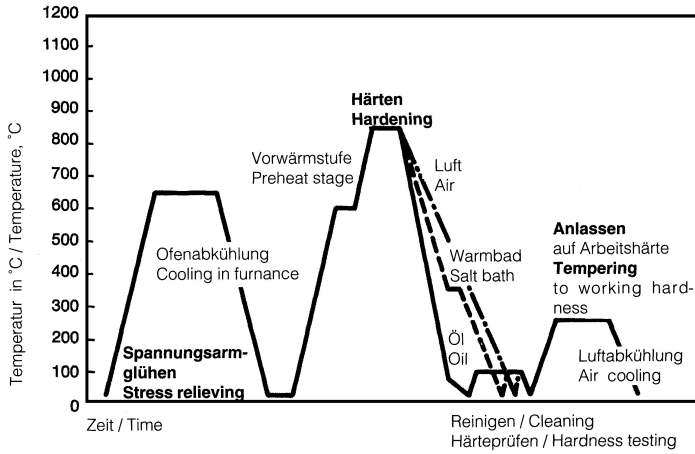 1200
1100
1000
900
800
700
600
500
400
300
200
100
0
Temperatur in °C / Temperature, °C
Härten
Hardening
Vorwärmstufe
Preheat stage
Luft
Air
Ofenabkühlung
Cooling in furnance
Warmbad
Salt bath
Anlassen
auf Arbeitshärte
Tempering
to working hard-
ness
Öl
Oil
Spannungsarm-
glühen
Stress relieving
Luftabkühlung
Air cooling
Zeit / Time
Reinigen / Cleaning
Härteprüfen / Hardness testing